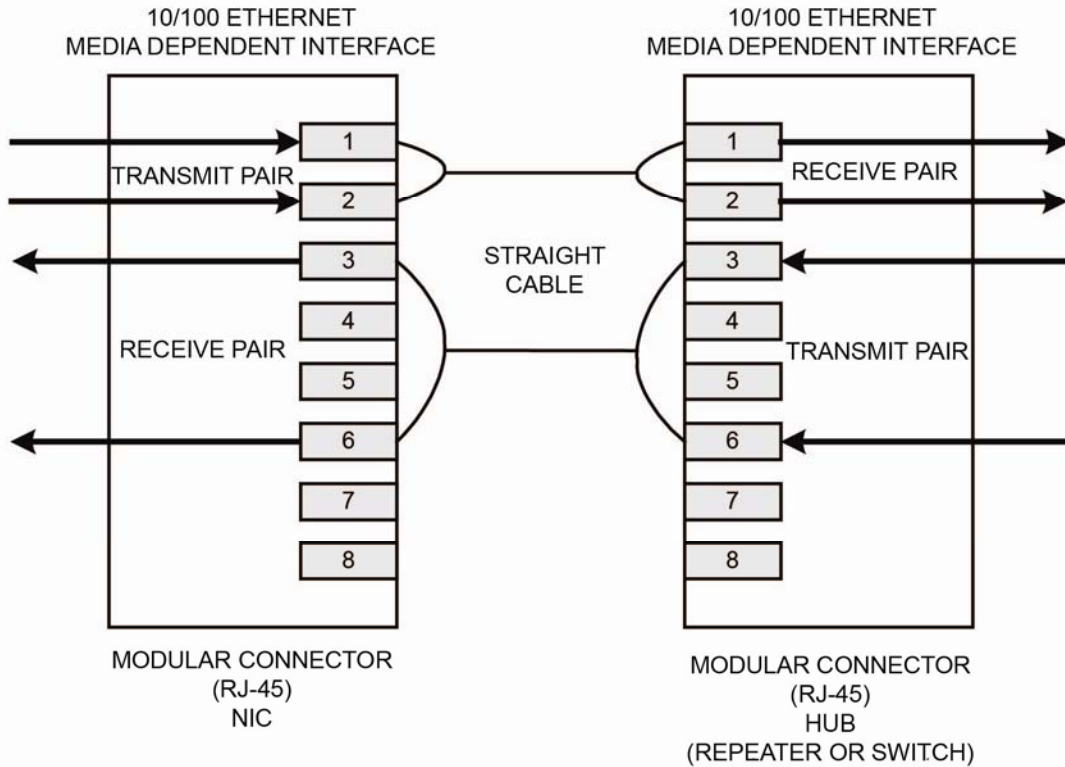 10/100 ETHERNET
MEDIA DEPENDENT INTERFACE
1
TRANSMIT PAIR
2
3
4
RECEIVE PAIR
5
6
7
8
MODULAR CONNECTOR
(RJ-45)
NIC
STRAIGHT
CABLE
10/100 ETHERNET
MEDIA DEPENDENT INTERFACE
1
RECEIVE PAIR
2
3
4
TRANSMIT PAIR
5
6
7
8
MODULAR CONNECTOR
(RJ-45)
HUB
(REPEATER OR SWITCH)